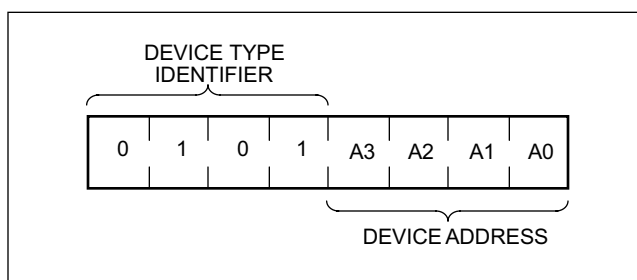 DEVICE TYPE
IDENTIFIER
0 1 0 1 A3 A2 A1 A0
DEVICE ADDRESS